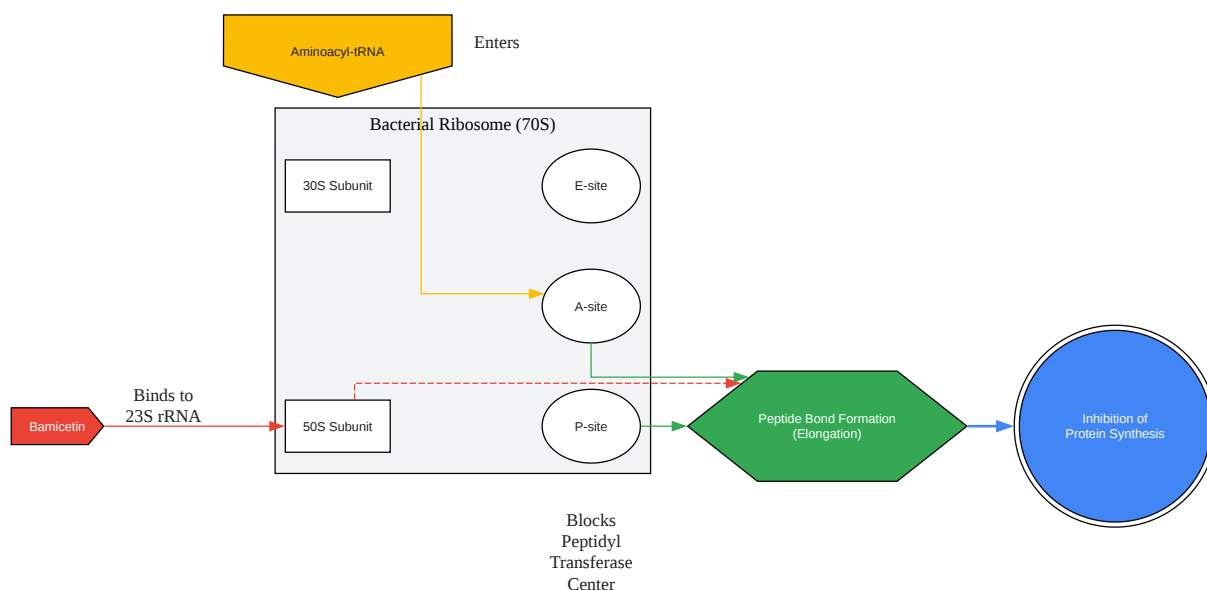 Aminoacyl-tRNA
Enters
Bacterial Ribosome (70S)
30S Subunit
E-site
A-site
Binds to
23S rRNA
Bamicetin
50S Subunit
P-site
Peptide Bond Formation
(Elongation)
Inhibition of
Protein Synthesis
Blocks
Peptidyl
Transferase
Center